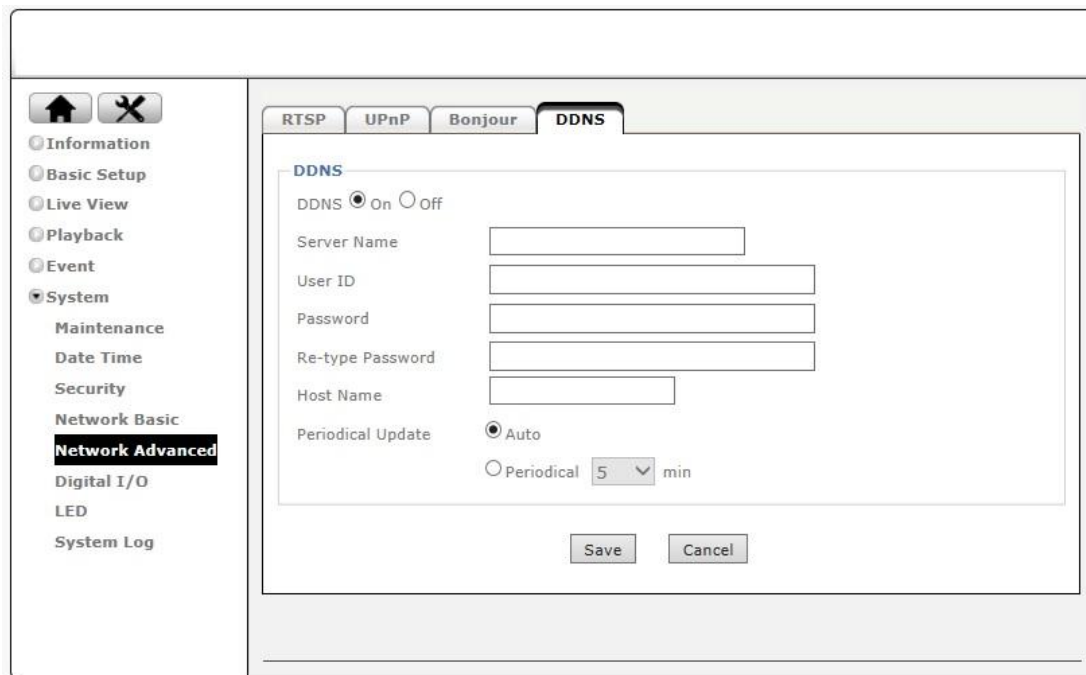 Information
Basic Setup
Live View
Playback
Event
System
Maintenance
Date Time
Security
Network Basic
Network Advanced
Digital I/O
LED
System Log
RTSP UPnP Bonjour DDNS
DDNS
DDNS On Off
Server Name
User ID
Password
Re-type Password
Host Name
Periodical Update Auto
Periodical 5 min
Save Cancel